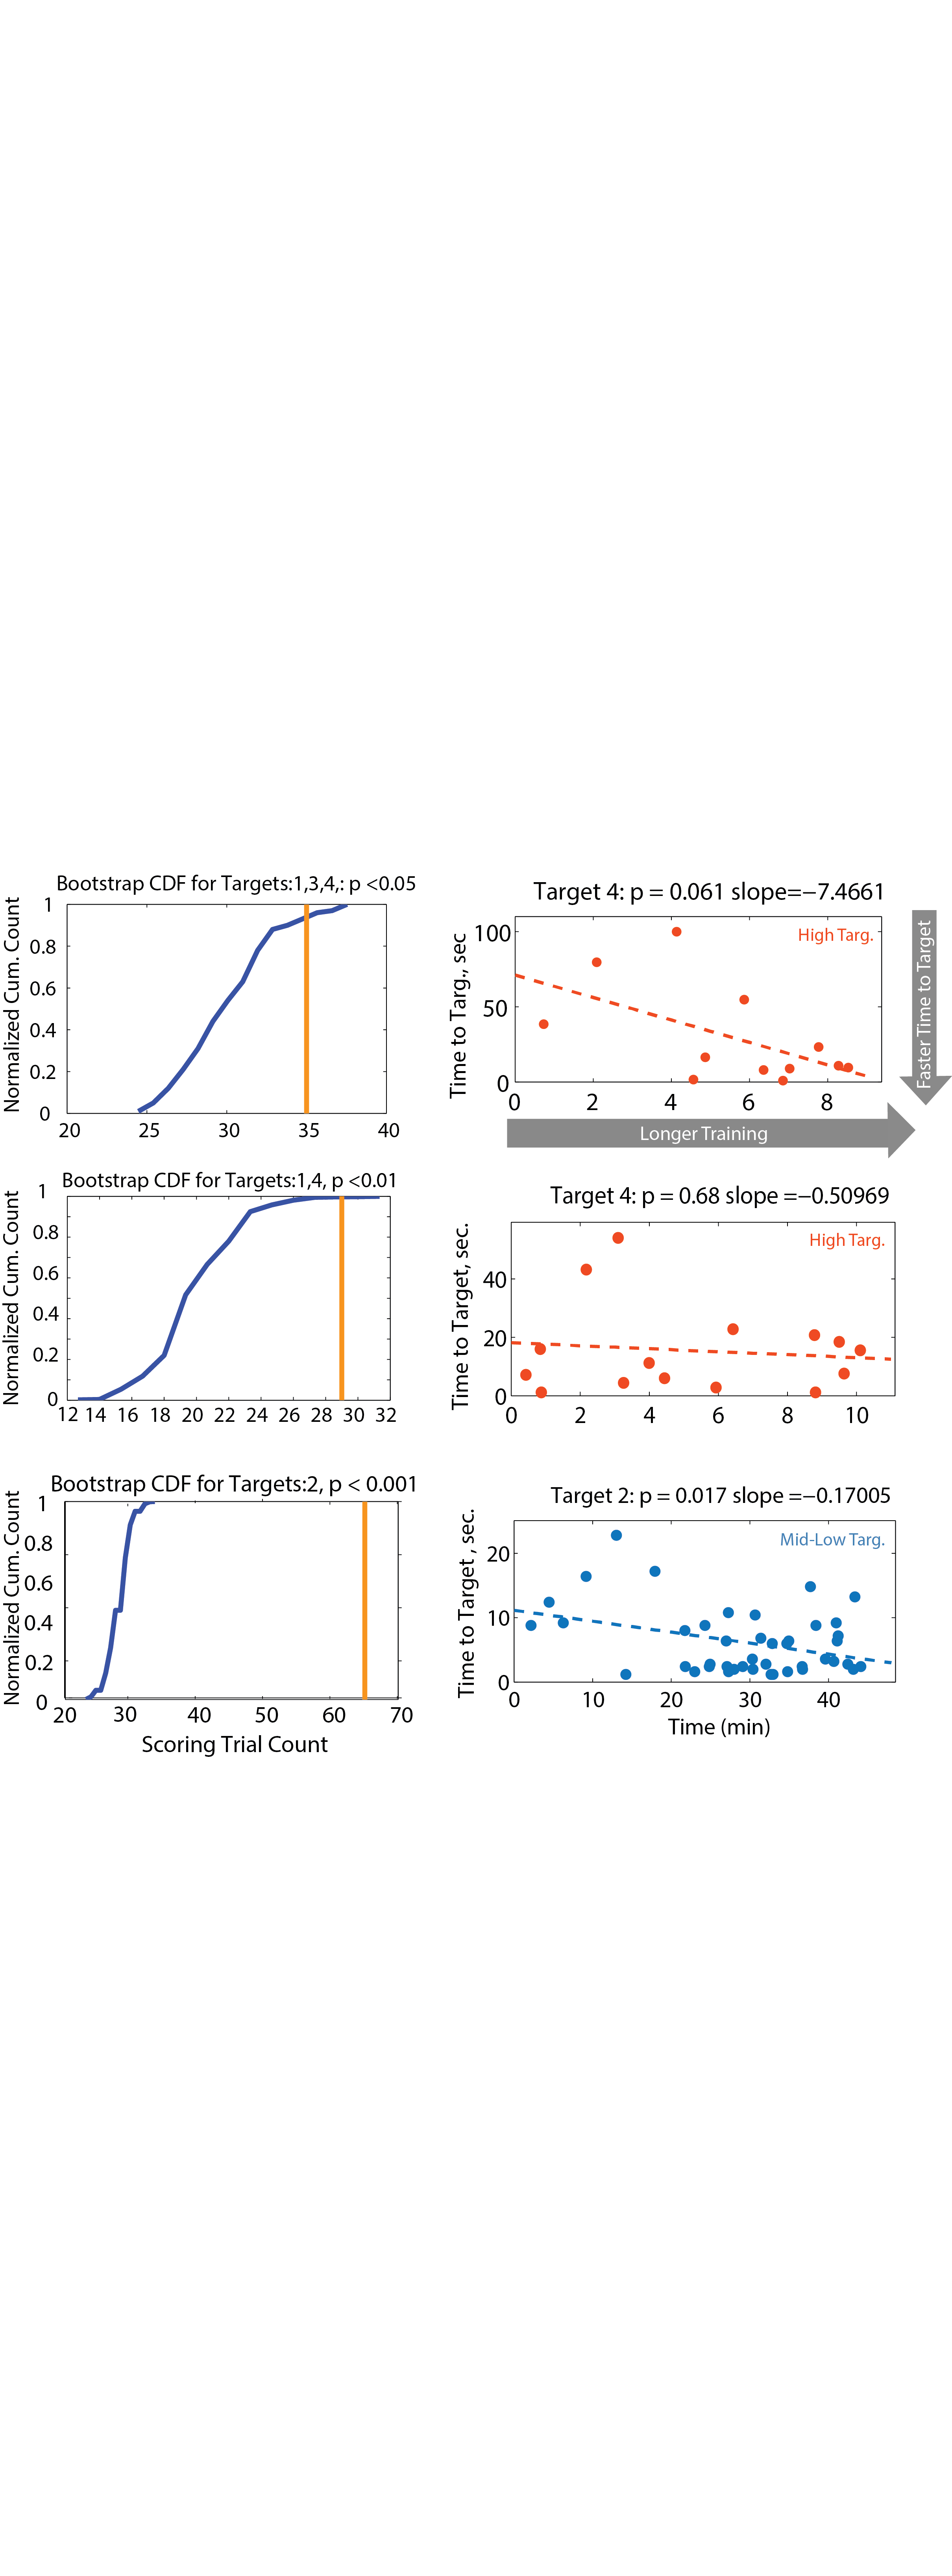 Bootstrap CDF for Targets:1,3,4,: p <0.05
Normalized Cum. Count
1
0.8
0.6
0.4
0.2
0
20 25 30 35 40
Target 4: p = 0.061 slope=−7.4661
High Targ.
Time to Targ., sec
100
50
0
0 2 4 6 8
Faster Time to Target
Longer Training
Bootstrap CDF for Targets:1,4, p <0.01
Normalized Cum. Count
1
0.8
0.6
0.4
0.2
0
12 14 16 18 20 22 24 26 28 30 32
Target 4: p = 0.68 slope =−0.50969
High Targ.
Time to Target, sec.
40
20
0
0 2 4 6 8 10
Bootstrap CDF for Targets:2, p < 0.001
Normalized Cum. Count
1
0.8
0.6
0.4
0.2
0
20 30 40 50 60 70
Scoring Trial Count
Target 2: p = 0.017 slope =−0.17005
Mid-Low Targ.
Time to Target , sec.
20
10
0
0 10 20 30 40
Time (min)